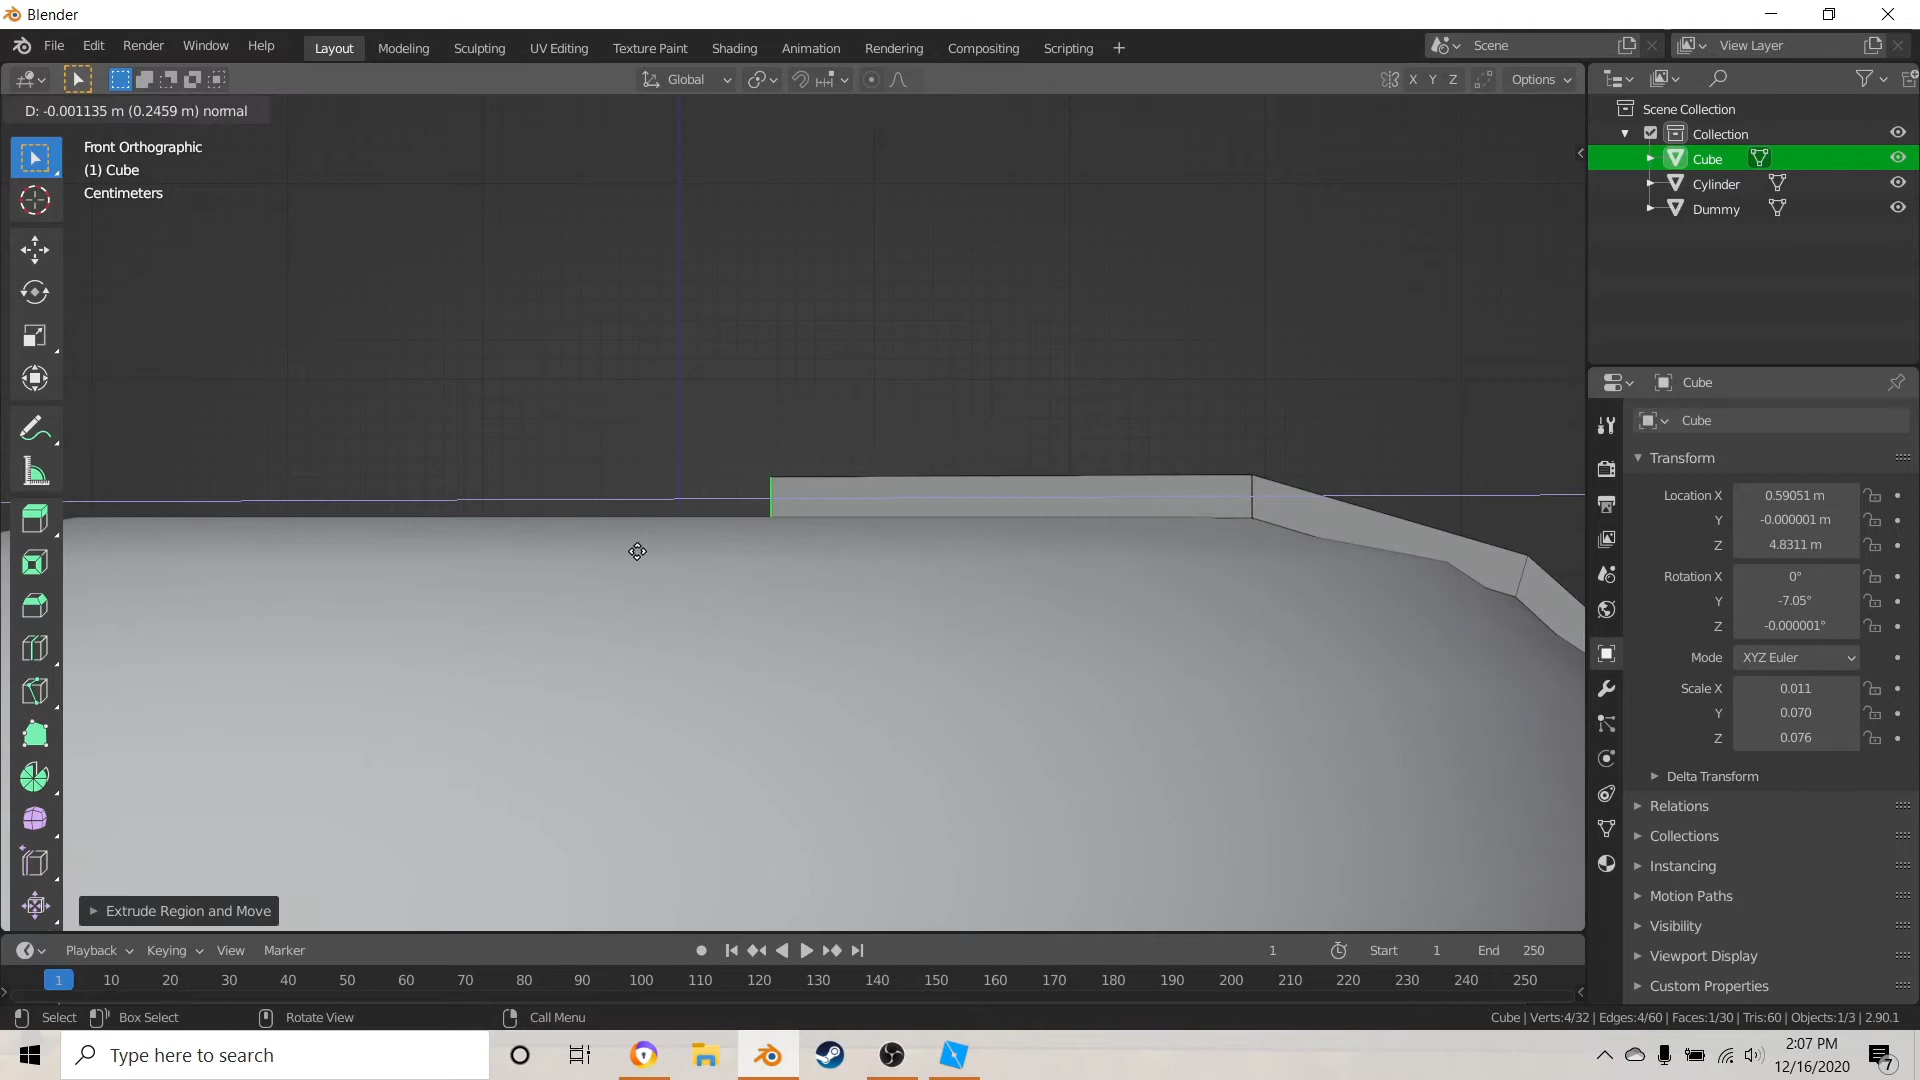 Blender
File Edit Render Window Help Layout Modeling Sculpting UV Editing Texture Paint Shading Animation Rendering Compositing Scripting + Scene View Layer
Global X Y Z Options
D: -0.001135 m (0.2459 m) normal
Front Orthographic
(1) Cube
Centimeters
Scene Collection
Collection
Cube
Cylinder
Dummy
Cube
Cube
Transform
Location X 0.59051 m
Y -0.000001 m
Z 4.8311 m
Rotation X 0°
Y -7.05°
Z -0.000001°
Mode XYZ Euler
Scale X 0.011
Y 0.070
Z 0.076
Delta Transform
Relations
Collections
Instancing
Motion Paths
Visibility
Viewport Display
Custom Properties
Extrude Region and Move
Playback Keying View Marker 1 Start 1 End 250
1 10 20 30 40 50 60 70 80 90 100 110 120 130 140 150 160 170 180 190 200 210 220 230 240 250
Select Box Select Rotate View Call Menu Cube | Verts:4/32 | Edges:4/60 | Faces:1/30 | Tris:60 | Objects:1/3 | 2.90.1
Type here to search
2:07 PM
12/16/2020
7